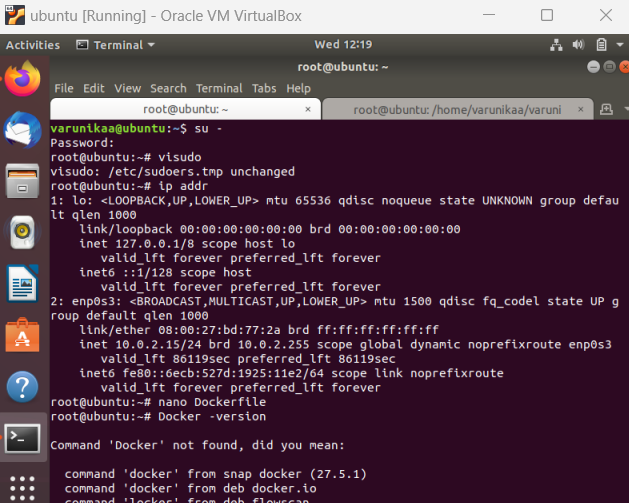 ubuntu [Running] - Oracle VM VirtualBox
Activities Terminal Wed 12:19
root@ubuntu: ~
File Edit View Search Terminal Tabs Help
root@ubuntu: ~ × root@ubuntu: /home/varunikaa/varuni ×
varunikaa@ubuntu:~$ su -
Password:
root@ubuntu:~# visudo
visudo: /etc/sudoers.tmp unchanged
root@ubuntu:~# ip addr
1: lo: <LOOPBACK,UP,LOWER_UP> mtu 65536 qdisc noqueue state UNKNOWN group defau
lt qlen 1000
link/loopback 00:00:00:00:00:00 brd 00:00:00:00:00:00
inet 127.0.0.1/8 scope host lo
valid_lft forever preferred_lft forever
inet6 ::1/128 scope host
valid_lft forever preferred_lft forever
2: enp0s3: <BROADCAST,MULTICAST,UP,LOWER_UP> mtu 1500 qdisc fq_codel state UP g
roup default qlen 1000
link/ether 08:00:27:bd:77:2a brd ff:ff:ff:ff:ff:ff
inet 10.0.2.15/24 brd 10.0.2.255 scope global dynamic noprefixroute enp0s3
valid_lft 86119sec preferred_lft 86119sec
inet6 fe80::6ecb:527d:1925:11e2/64 scope link noprefixroute
valid_lft forever preferred_lft forever
root@ubuntu:~# nano Dockerfile
root@ubuntu:~# Docker -version
Command 'Docker' not found, did you mean:
command 'docker' from snap docker (27.5.1)
command 'docker' from deb docker.io
command 'locker' from deb flowscan